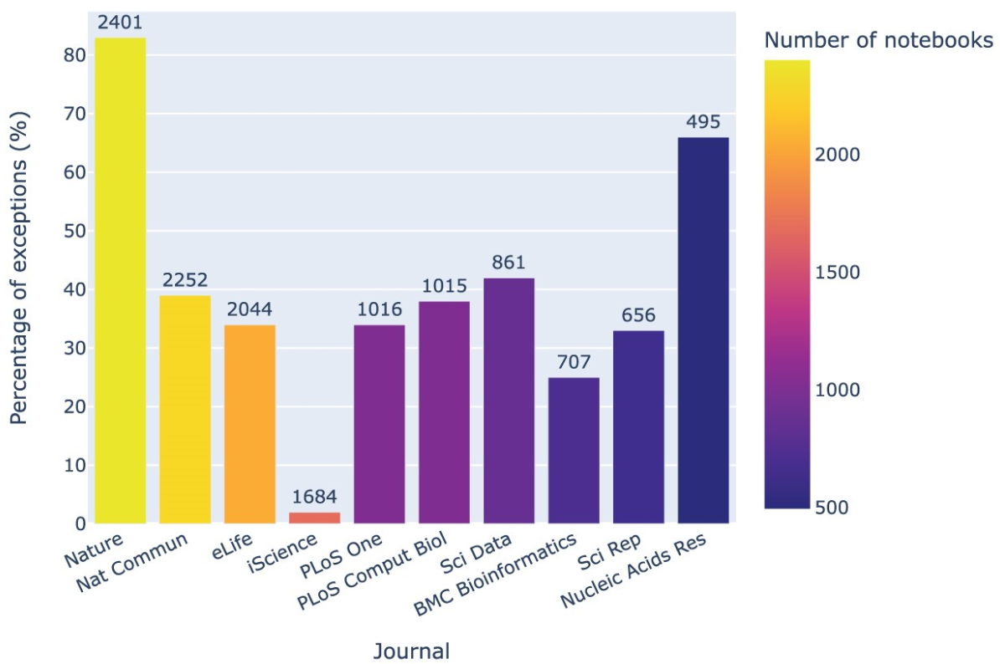 Number of notebooks
2401
2252
2044
1684
1016
1015
861
707
656
495
Percentage of exceptions (%)
80
70
60
50
40
30
20
10
0
2000
1500
1000
500
Nature
Nat Commun
eLife
iScience
PLoS One
PLoS Comput Biol
Sci Data
BMC Bioinformatics
Sci Rep
Nucleic Acids Res
Journal